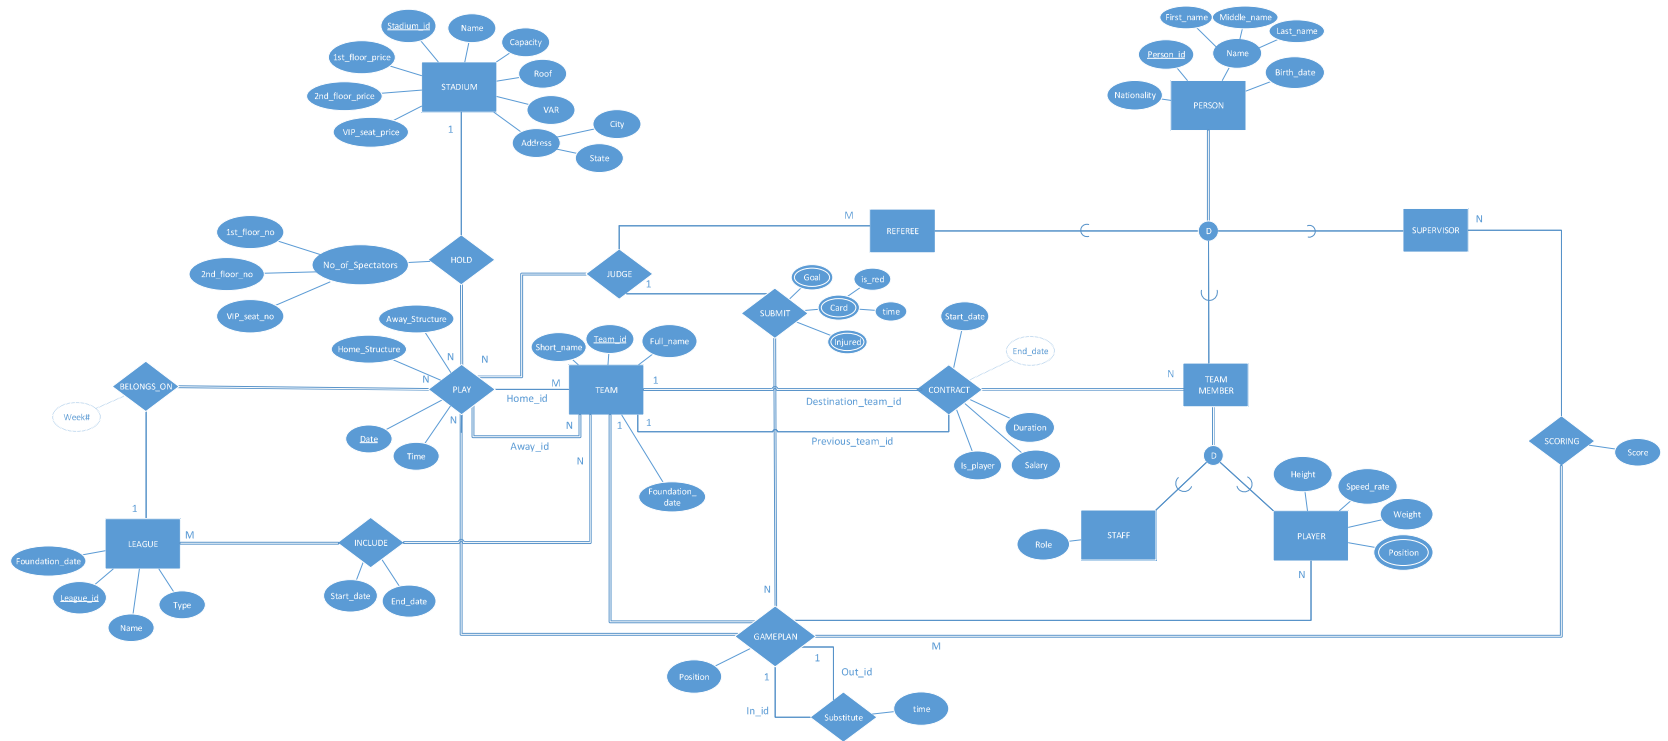 First_name
Middle_name
Stadium_id
Name
Last_name
Capacity
Person_id
Name
1st_floor_price
Roof
Birth_date
STADIUM
2nd_floor_price
Nationality
PERSON
VAR
City
1
VIP_seat_price
Address
State
M
N
1st_floor_no
REFEREE
D
SUPERVISOR
No_of_Spectators
HOLD
2nd_floor_no
JUDGE
Goal
is_red
1
Card
time
VIP_seat_no
SUBMIT
Away_Structure
Start_date
Injured
Team_id
Short_name
Full_name
Home_Structure
End_date
N
N
BELONGS_ON
N
PLAY
M
TEAM
1
CONTRACT
N
TEAM
MEMBER
Home_id
Destination_team_id
Week#
N
N
1
1
Duration
Date
Away_id
Previous_team_id
SCORING
Time
N
D
Score
Is_player
Salary
Height
Speed_rate
Foundation_
date
1
Weight
M
STAFF
PLAYER
LEAGUE
INCLUDE
Role
Position
Foundation_date
N
N
League_id
Start_date
End_date
Type
Name
GAMEPLAN
M
1
Position
1
Out_id
In_id
Substitute
time